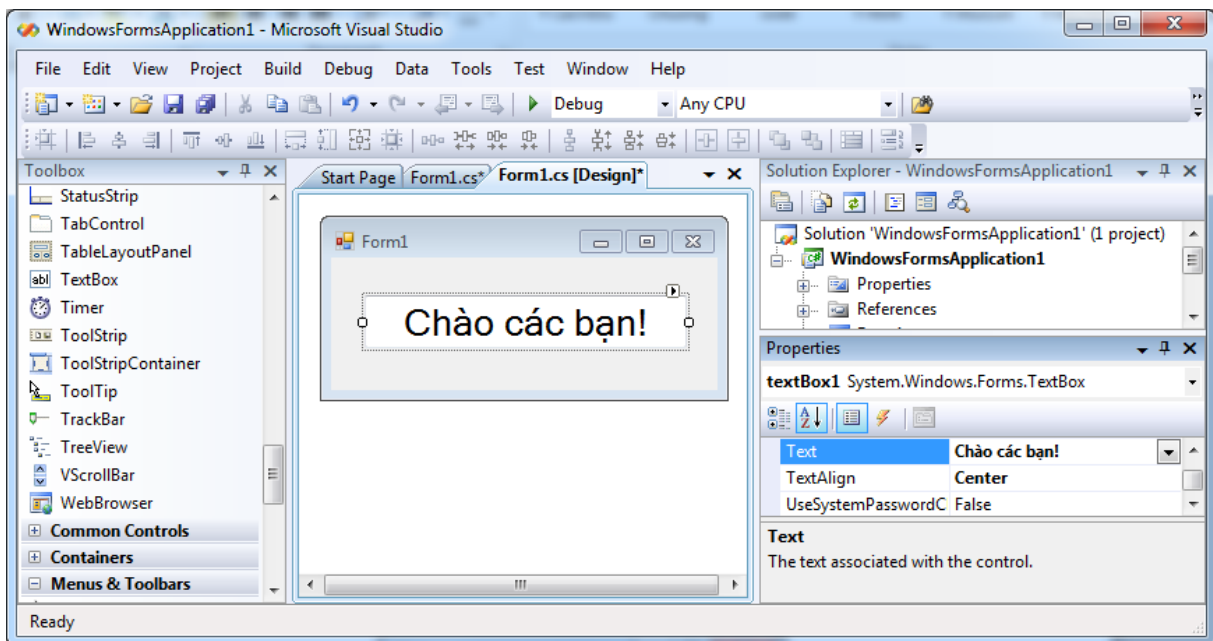 WindowsFormsApplication1 - Microsoft Visual Studio
File Edit View Project Build Debug Data Tools Test Window Help
Debug Any CPU
Toolbox
StatusStrip
TabControl
TableLayoutPanel
abl TextBox
Timer
ToolStrip
ToolStripContainer
ToolTip
TrackBar
TreeView
VScrollBar
WebBrowser
Common Controls
Containers
Menus & Toolbars
Start Page Form1.cs* Form1.cs [Design]*
Form1
Chào các bạn!
Solution Explorer - WindowsFormsApplication1
Solution 'WindowsFormsApplication1' (1 project)
WindowsFormsApplication1
Properties
References
Properties
textBox1 System.Windows.Forms.TextBox
Text Chào các bạn!
TextAlign Center
UseSystemPasswordC False
Text
The text associated with the control.
Ready